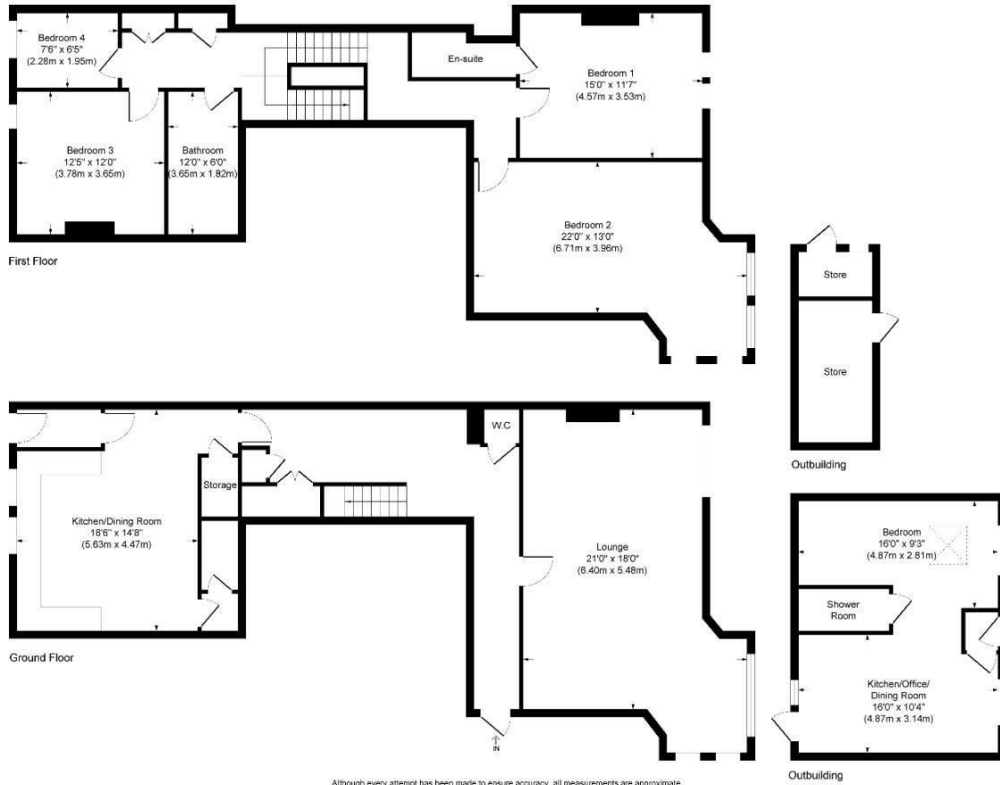 Bedroom 4
7'6" x 6'5"
(2.28m x 1.95m)
En-suite
Bedroom 1
15'0" x 11'7"
(4.57m x 3.53m)
Bedroom 3
12'5" x 12'0"
(3.78m x 3.65m)
Bathroom
12'0" x 6'0"
(3.65m x 1.82m)
Bedroom 2
22'0" x 13'0"
(6.71m x 3.96m)
First Floor
Store
Store
Outbuilding
W.C
Storage
Kitchen/Dining Room
18'6" x 14'8"
(5.63m x 4.47m)
Lounge
21'0" x 18'0"
(6.40m x 5.48m)
IN
Ground Floor
Bedroom
16'0" x 9'3"
(4.87m x 2.81m)
Shower
Room
Kitchen/Office/
Dining Room
16'0" x 10'4"
(4.87m x 3.14m)
Outbuilding
Although every attempt has been made to ensure accuracy, all measurements are approximate.